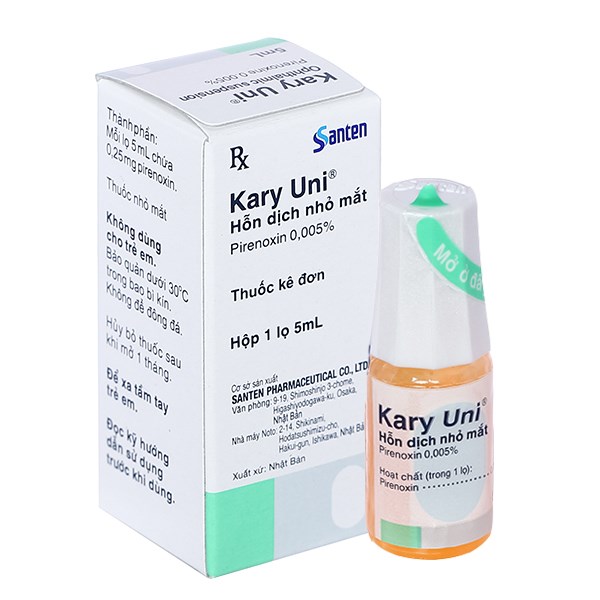 Kary Uni®
Ophthalmic suspension
Pirenoxine 0.005%
5mL
Thành phần:
Mỗi lọ 5mL chứa
0,25mg pirenoxin.
Thuốc nhỏ mắt
Không dùng
cho trẻ em.
Bảo quản dưới 30°C
trong bao bì kín.
Không để đông đá.
Hủy bỏ thuốc sau
khi mở 1 tháng.
Để xa tầm tay
trẻ em.
Đọc kỹ hướng
dẫn sử dụng
trước khi dùng.
Santen
Rx
Kary Uni®
Hỗn dịch nhỏ mắt
Pirenoxin 0,005%
Thuốc kê đơn
Hộp 1 lọ 5mL
Cơ sở sản xuất
SANTEN PHARMACEUTICAL CO., LTD
Văn phòng: 9-19, Shimoshinjo 3-chome,
Higashiyodogawa-ku, Osaka,
Nhật Bản
Nhà máy Noto: 2-14, Shikinami,
Hodatsushimizu-cho,
Hakui-gun, Ishikawa, Nhật Bản
Xuất xứ: Nhật Bản
Mở ở đâ
Kary Uni®
Hỗn dịch nhỏ mắt
Pirenoxin 0,005%
Hoạt chất (trong 1 lọ):
Pirenoxin